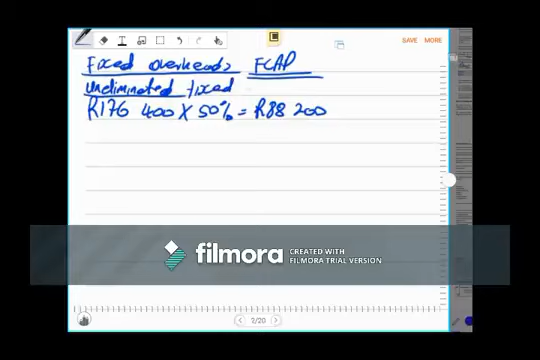 SAVE MORE
Fixed overheads FCAP
uneliminated fixed
R176 400 X 50% = R88 200
filmora CREATED WITH
FILMORA TRIAL VERSION
2/20